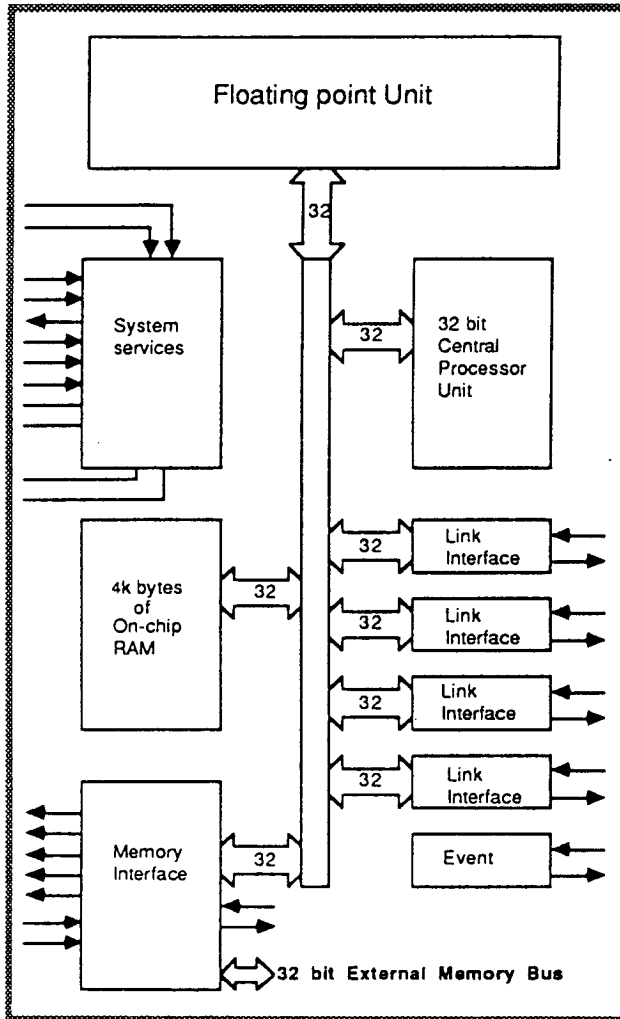 Floating point Unit
32
System
services
32
32 bit
Central
Processor
Unit
32
Link
Interface
4k bytes
of
On-chip
RAM
32
32
Link
Interface
32
Link
Interface
32
Link
Interface
Memory
Interface
32
Event
32 bit External Memory Bus